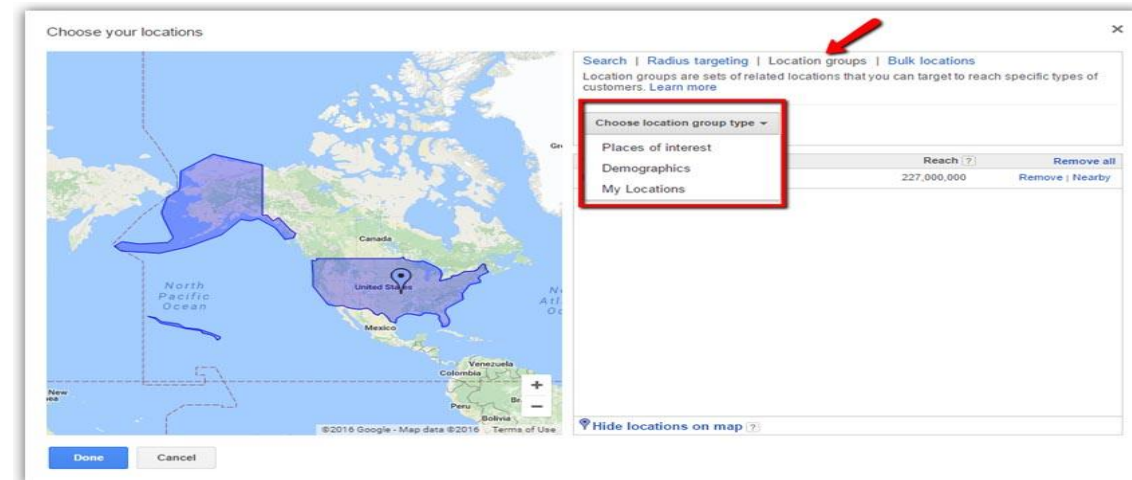 Choose your locations
×
Search | Radius targeting | Location groups | Bulk locations
Location groups are sets of related locations that you can target to reach specific types of
customers. Learn more
Choose location group type
Places of interest
Demographics
My Locations
Reach ?
Remove all
227,000,000
Remove | Nearby
Canada
North
Pacific
Ocean
United States
Mexico
Venezuela
Colombia
Peru
Bolivia
New
+
−
©2016 Google - Map data ©2016
Terms of Use
Hide locations on map ?
Done
Cancel